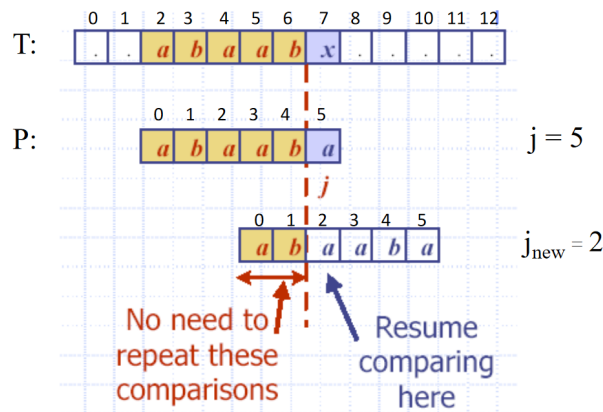 0 1 2 3 4 5 6 7 8 9 10 11 12
T: . . a b a a b x . . . . .
0 1 2 3 4 5
P: a b a a b a j = 5
j
0 1 2 3 4 5
a b a a b a j new = 2
No need to
repeat these
comparisons
Resume
comparing
here